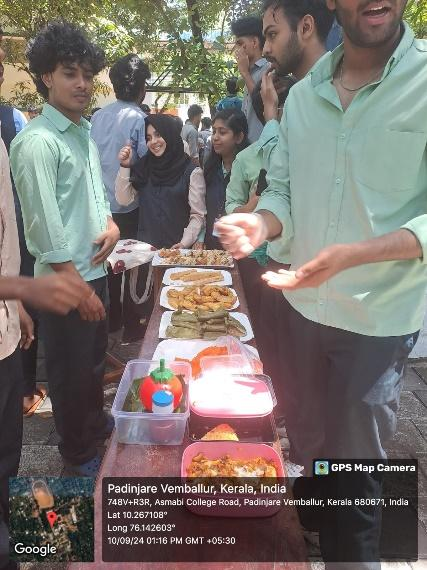 GPS Map Camera
Padinjare Vemballur, Kerala, India
748V+R3R, Asmabi College Road, Padinjare Vemballur, Kerala 680671, India
Lat 10.267108°
Long 76.142603°
10/09/24 01:16 PM GMT +05:30
Google